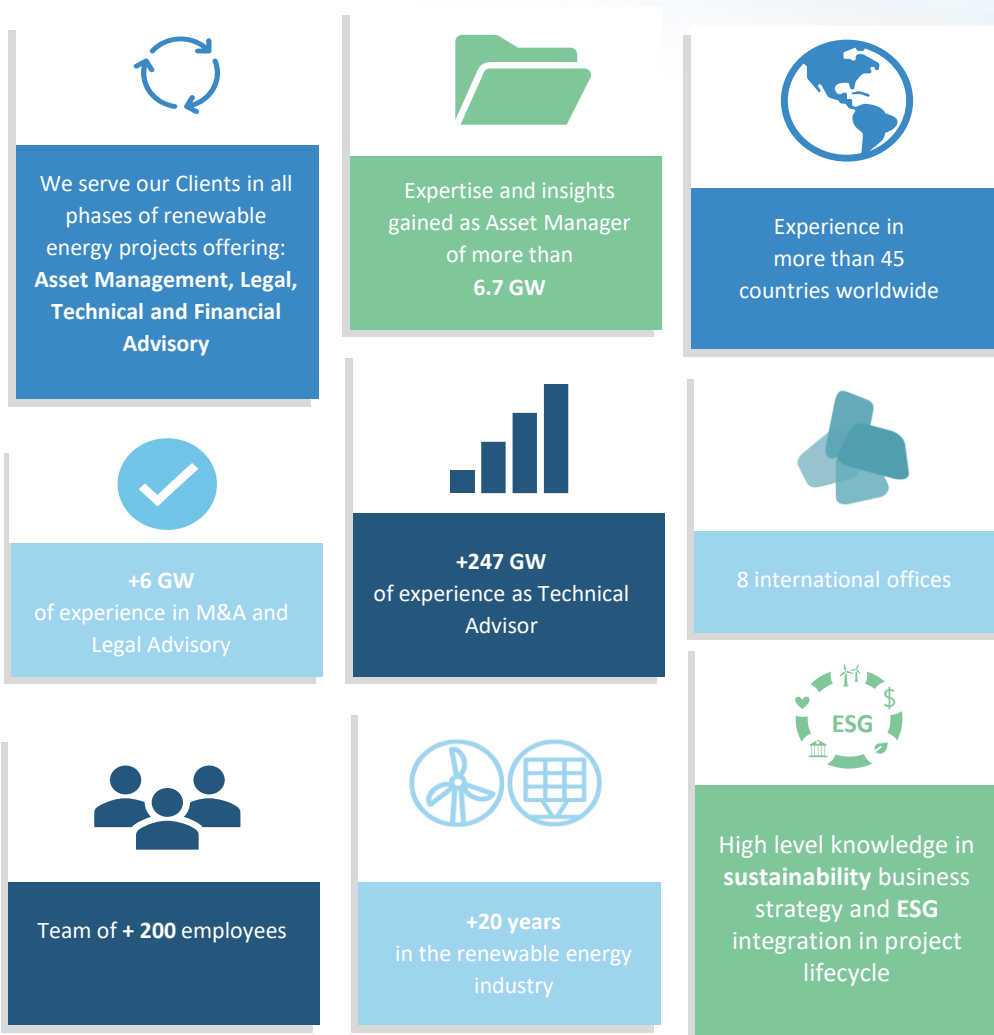 We serve our Clients in all
phases of renewable
energy projects offering:
Asset Management, Legal,
Technical and Financial
Advisory
Expertise and insights
gained as Asset Manager
of more than
6.7 GW
Experience in
more than 45
countries worldwide
+6 GW
of experience in M&A and
Legal Advisory
+247 GW
of experience as Technical
Advisor
8 international offices
Team of + 200 employees
+20 years
in the renewable energy
industry
$
ESG
High level knowledge in
sustainability business
strategy and ESG
integration in project
lifecycle